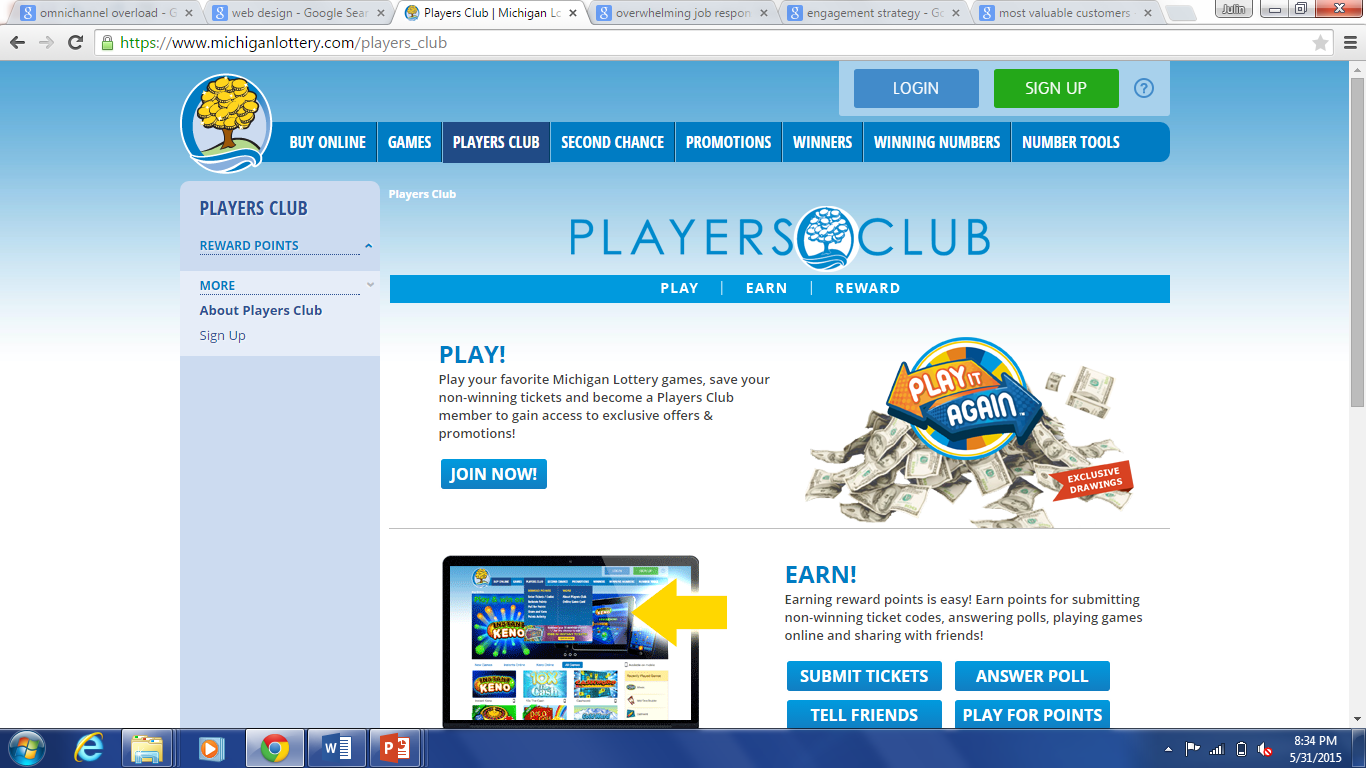 omnichannel overload - G
web design - Google Sear
Players Club | Michigan Lo
overwhelming job respon
engagement strategy - Go
most valuable customers
Julin
https://www.michiganlottery.com/players_club
LOGIN
SIGN UP
?
BUY ONLINE
GAMES
PLAYERS CLUB
SECOND CHANCE
PROMOTIONS
WINNERS
WINNING NUMBERS
NUMBER TOOLS
PLAYERS CLUB
REWARD POINTS
MORE
About Players Club
Sign Up
Players Club
PLAYERS CLUB
PLAY | EARN | REWARD
PLAY!
Play your favorite Michigan Lottery games, save your
non-winning tickets and become a Players Club
member to gain access to exclusive offers &
promotions!
JOIN NOW!
PLAY IT
AGAIN™
EXCLUSIVE
DRAWINGS
INSTANT
KENO
INSTANT
KENO
EARN!
Earning reward points is easy! Earn points for submitting
non-winning ticket codes, answering polls, playing games
online and sharing with friends!
SUBMIT TICKETS
ANSWER POLL
TELL FRIENDS
PLAY FOR POINTS
8:34 PM
5/31/2015